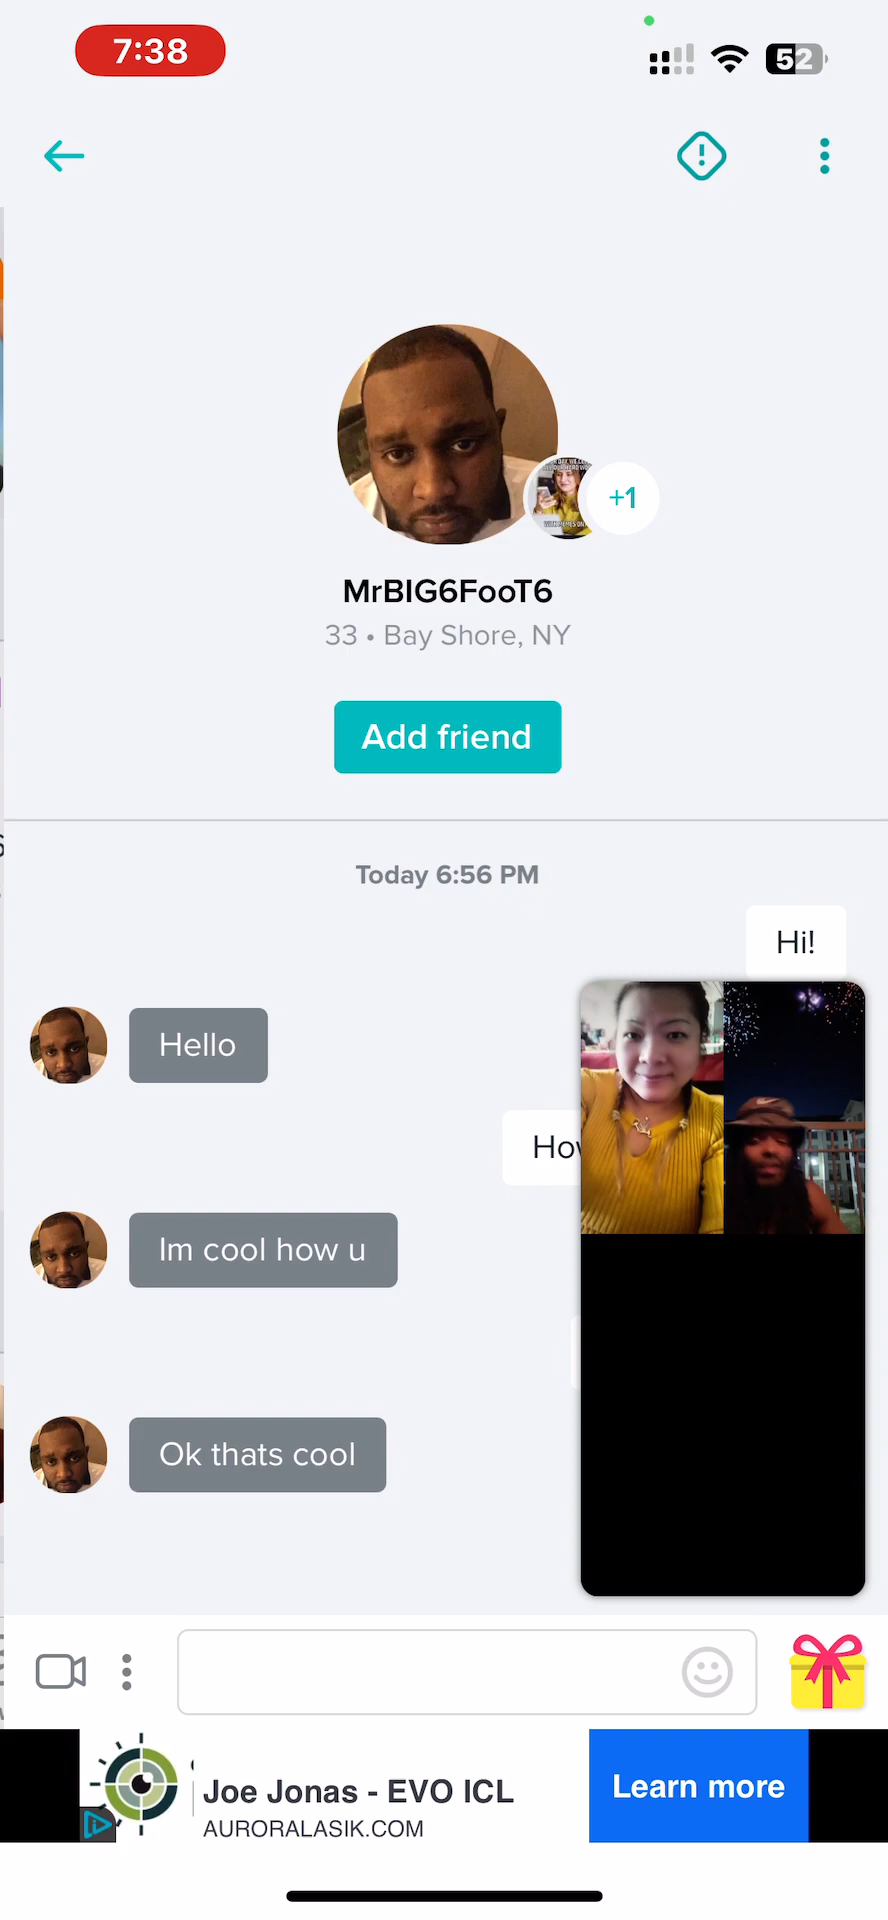 7:38
52
+1
MrBIG6FooT6
33 • Bay Shore, NY
Add friend
Today 6:56 PM
Hi!
Hello
Im cool how u
Ok thats cool
Joe Jonas - EVO ICL
AURORALASIK.COM
Learn more